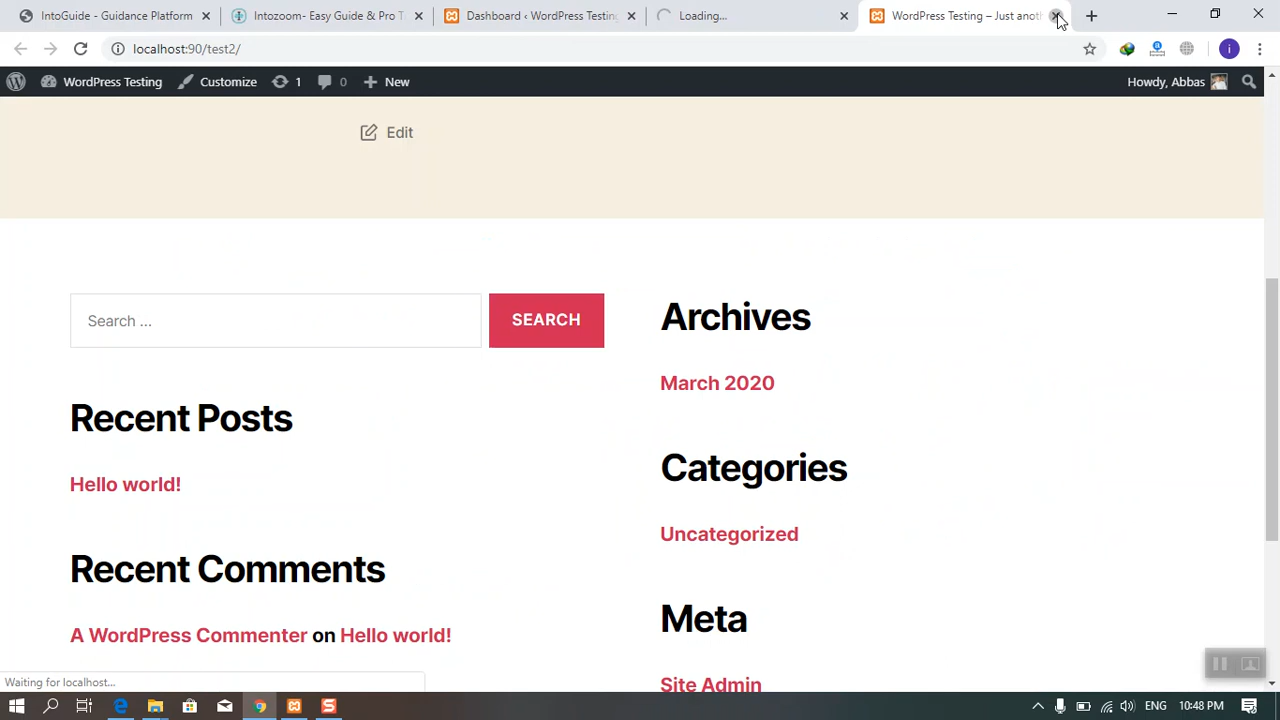 IntoGuide - Guidance Platform
Intozoom- Easy Guide & Pro T
Dashboard ‹ WordPress Testing
Loading...
WordPress Testing – Just anoth
localhost:90/test2/
WordPress Testing
Customize
1
0
New
Howdy, Abbas
Edit
Search ...
SEARCH
Recent Posts
Hello world!
Recent Comments
A WordPress Commenter on Hello world!
Archives
March 2020
Categories
Uncategorized
Meta
Site Admin
Waiting for localhost...
ENG
10:48 PM